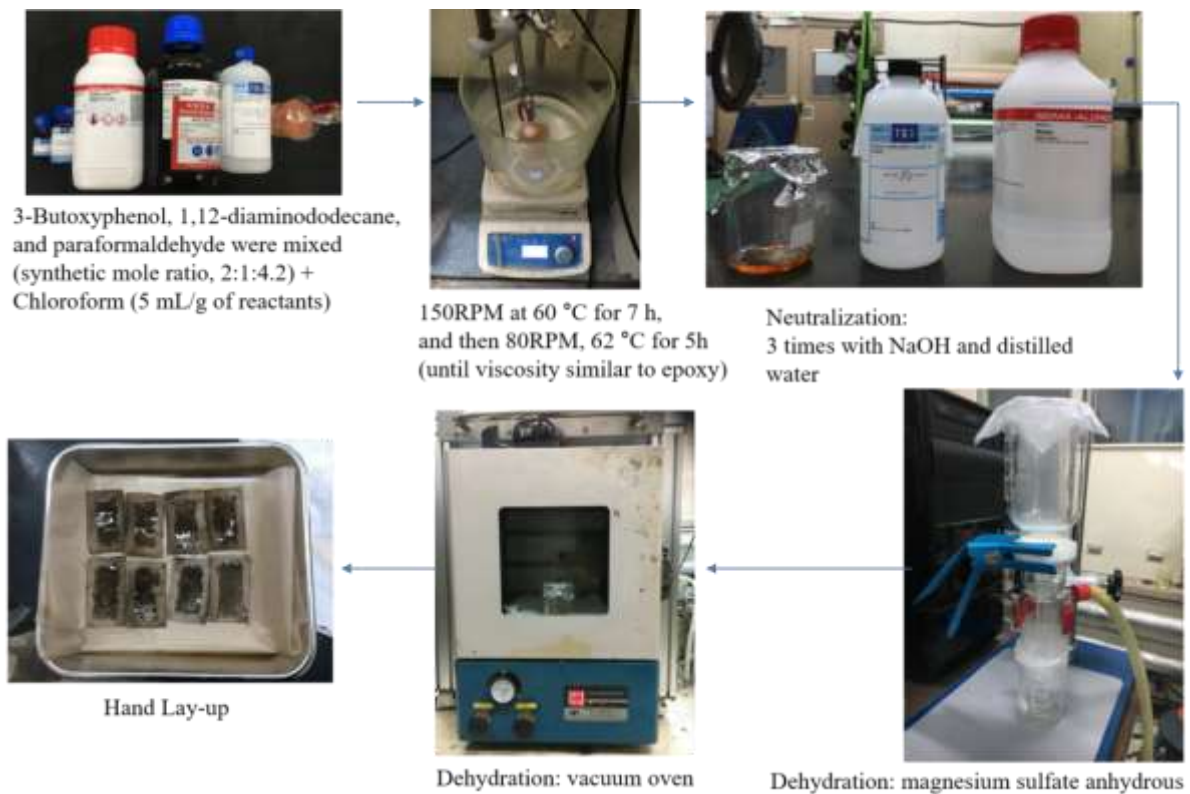 3-Butoxyphenol, 1,12-diaminododecane,
and paraformaldehyde were mixed
(synthetic mole ratio, 2:1:4.2) +
Chloroform (5 mL/g of reactants)
150RPM at 60 °C for 7 h,
and then 80RPM, 62 °C for 5h
(until viscosity similar to epoxy)
Neutralization:
3 times with NaOH and distilled
water
Hand Lay-up
Dehydration: vacuum oven
Dehydration: magnesium sulfate anhydrous